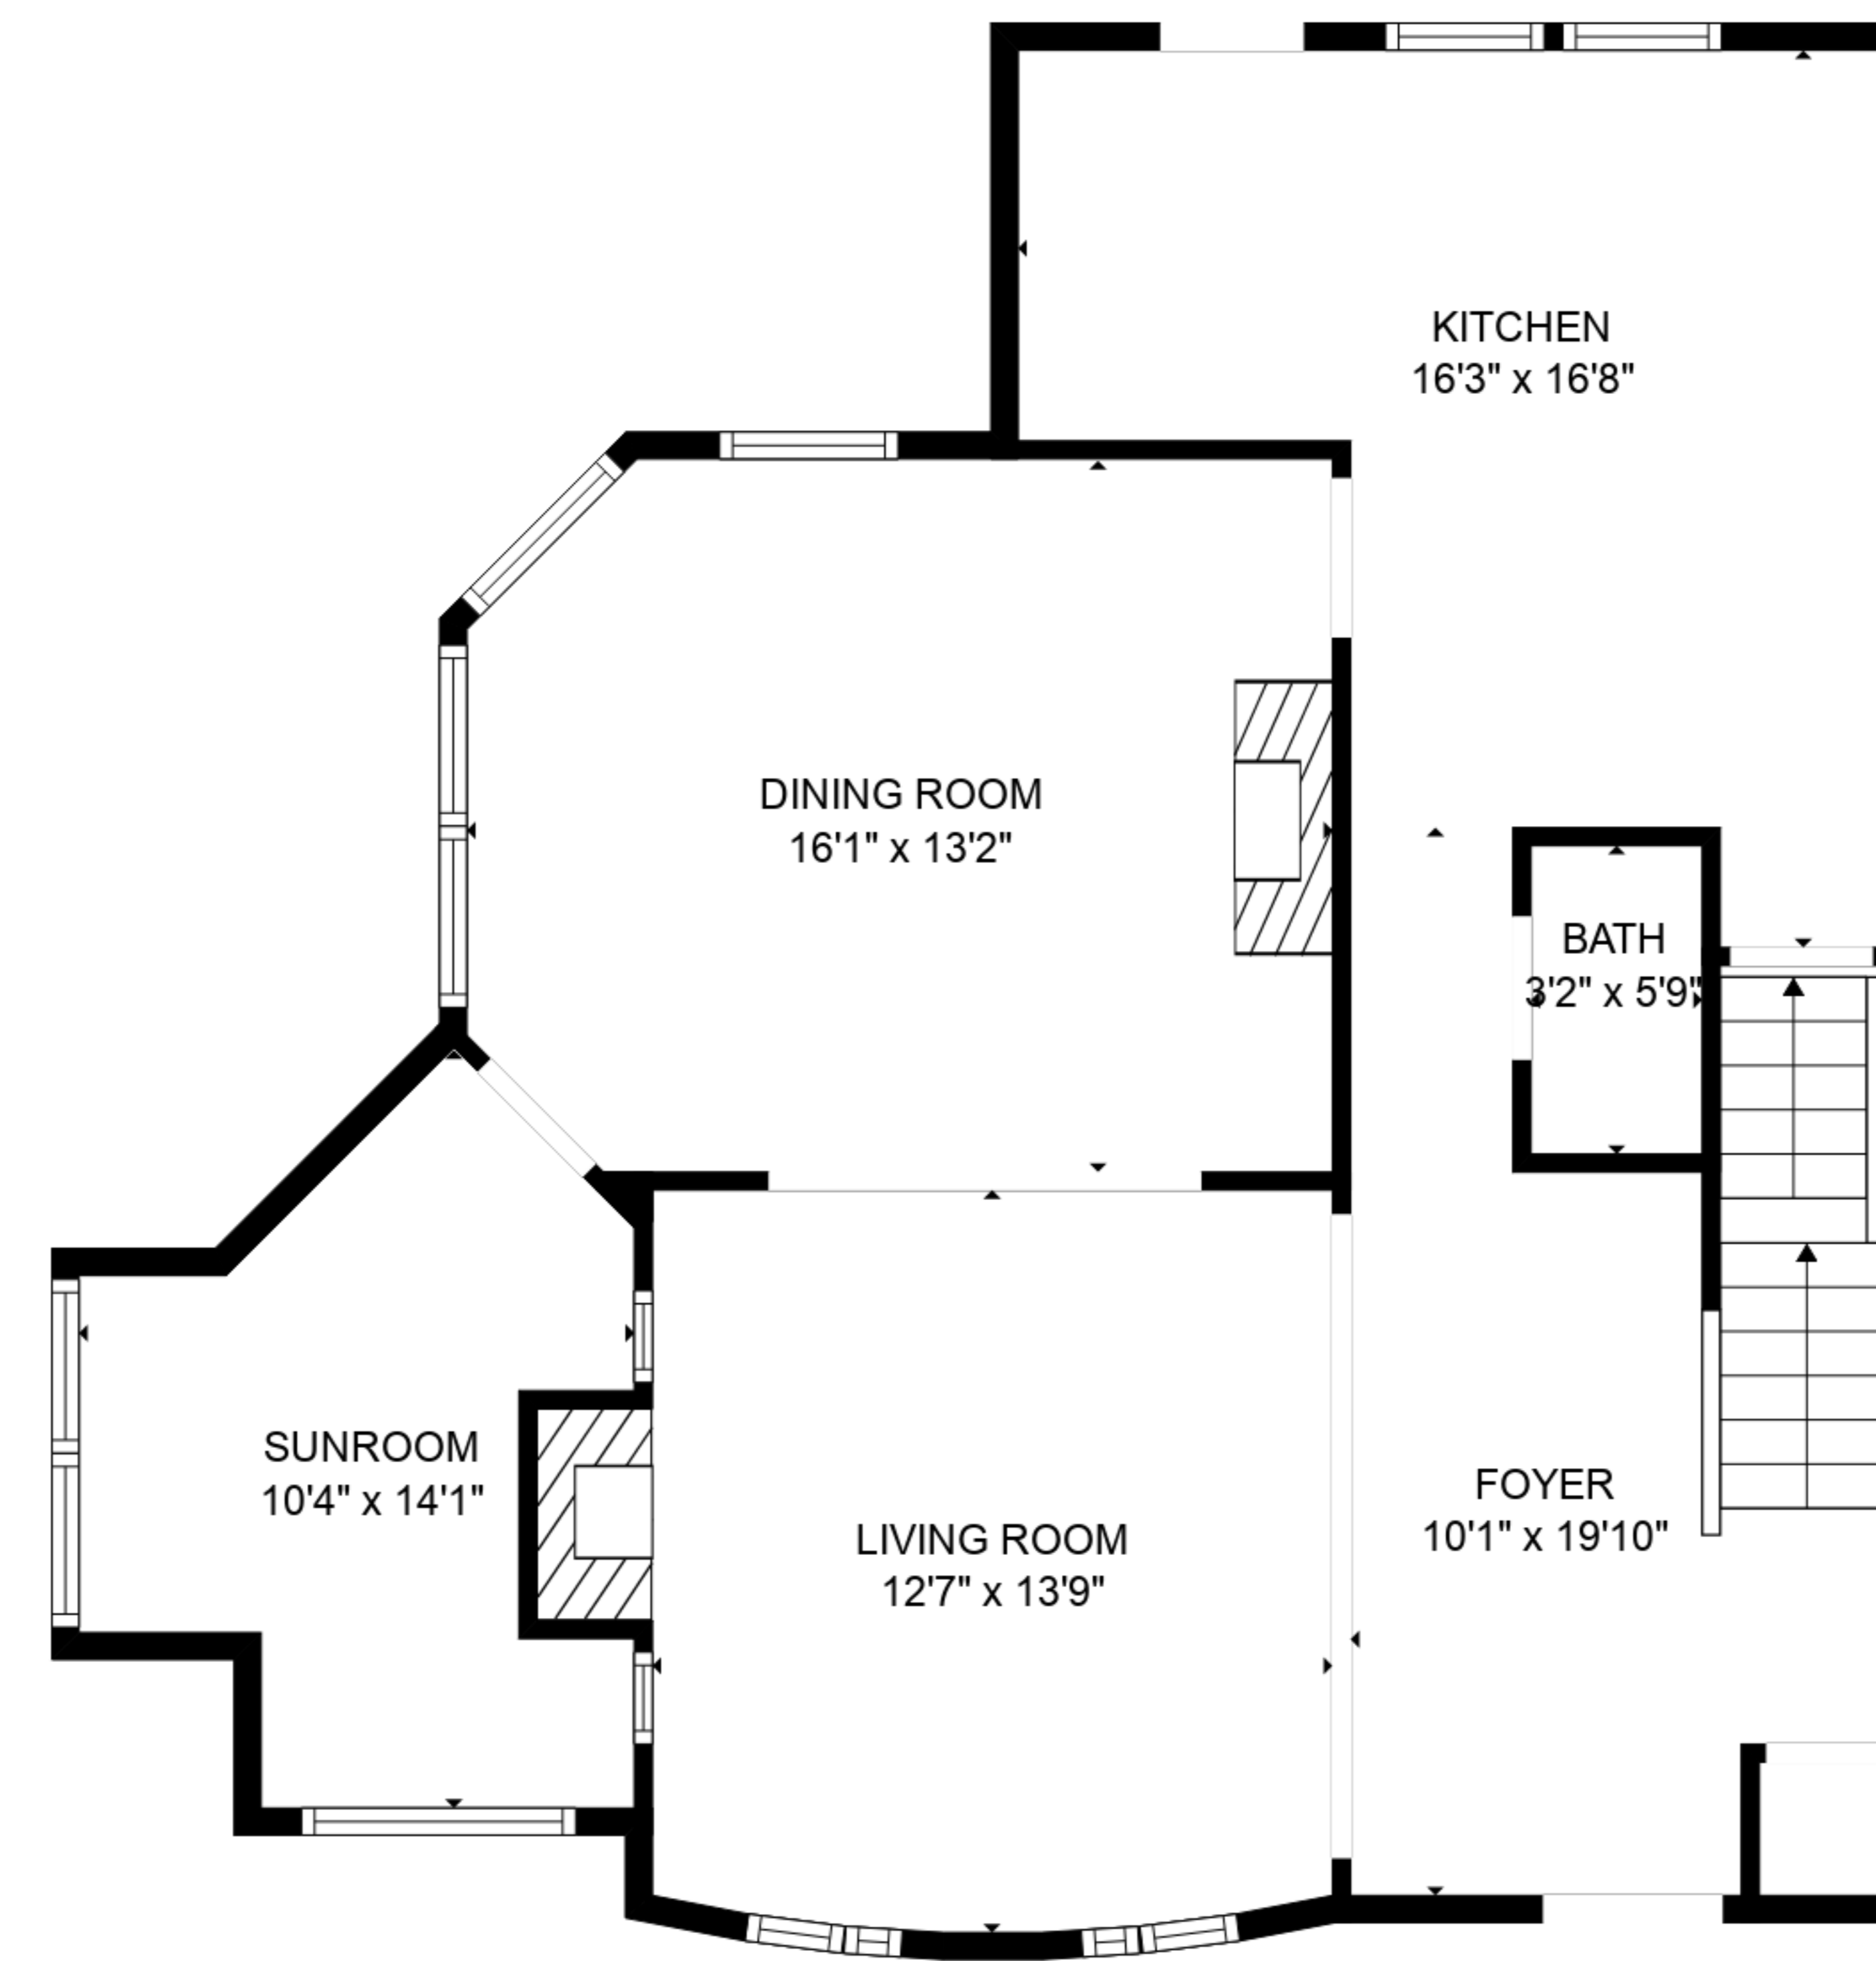 KITCHEN
16'3" x 16'8"
DINING ROOM
16'1" x 13'2"
BATH
3'2" x 5'9"
SUNROOM
10'4" x 14'1"
LIVING ROOM
12'7" x 13'9"
FOYER
10'1" x 19'10"